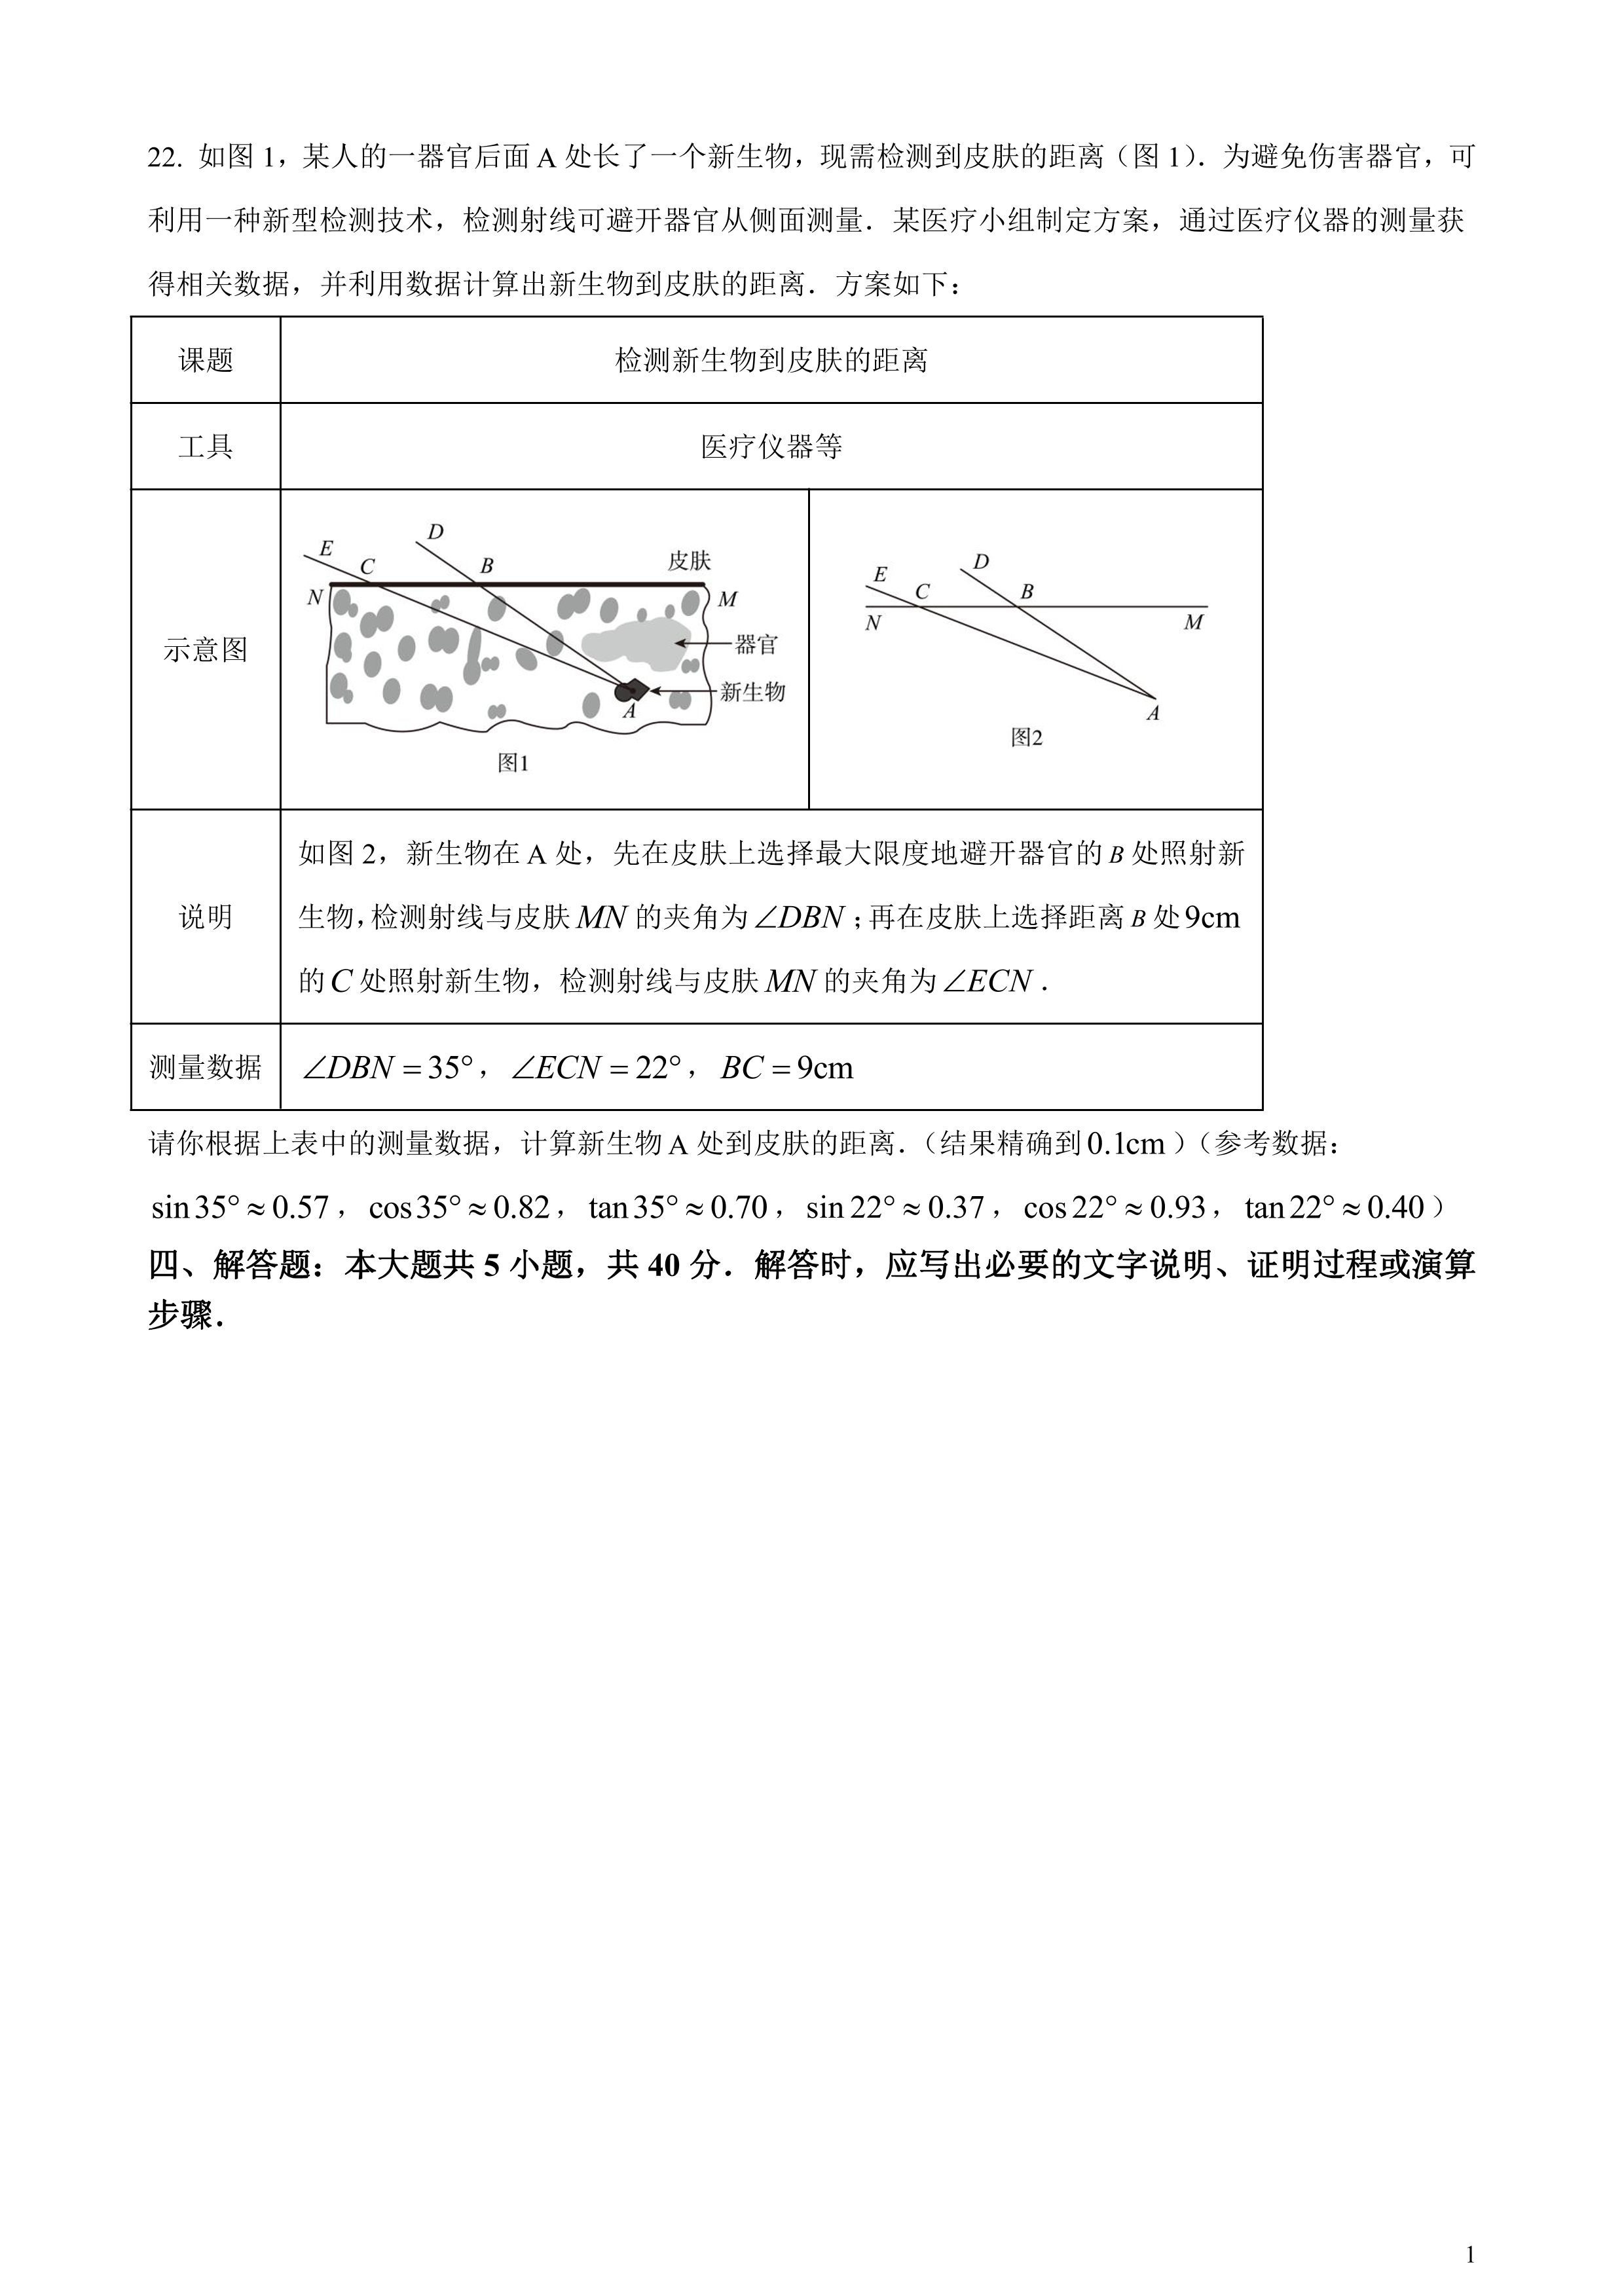 22. 如图 1，某人的一器官后面 A 处长了一个新生物，现需检测到皮肤的距离（图 1）．为避免伤害器官，可
利用一种新型检测技术，检测射线可避开器官从侧面测量．某医疗小组制定方案，通过医疗仪器的测量获
得相关数据，并利用数据计算出新生物到皮肤的距离．方案如下：
课题
检测新生物到皮肤的距离
工具
医疗仪器等
示意图
E
C
D
B
皮肤
N
M
器官
新生物
A
图1
E
C
D
B
N
M
A
图2
说明
如图 2，新生物在 A 处，先在皮肤上选择最大限度地避开器官的 B 处照射新
生物，检测射线与皮肤 MN 的夹角为 ∠DBN；再在皮肤上选择距离 B 处 9cm
的 C 处照射新生物，检测射线与皮肤 MN 的夹角为 ∠ECN．
测量数据
∠DBN = 35°，∠ECN = 22°，BC = 9cm
请你根据上表中的测量数据，计算新生物 A 处到皮肤的距离．（结果精确到 0.1cm）（参考数据：
sin 35° ≈ 0.57，cos 35° ≈ 0.82，tan 35° ≈ 0.70，sin 22° ≈ 0.37，cos 22° ≈ 0.93，tan 22° ≈ 0.40）
四、解答题：本大题共 5 小题，共 40 分．解答时，应写出必要的文字说明、证明过程或演算
步骤．
1